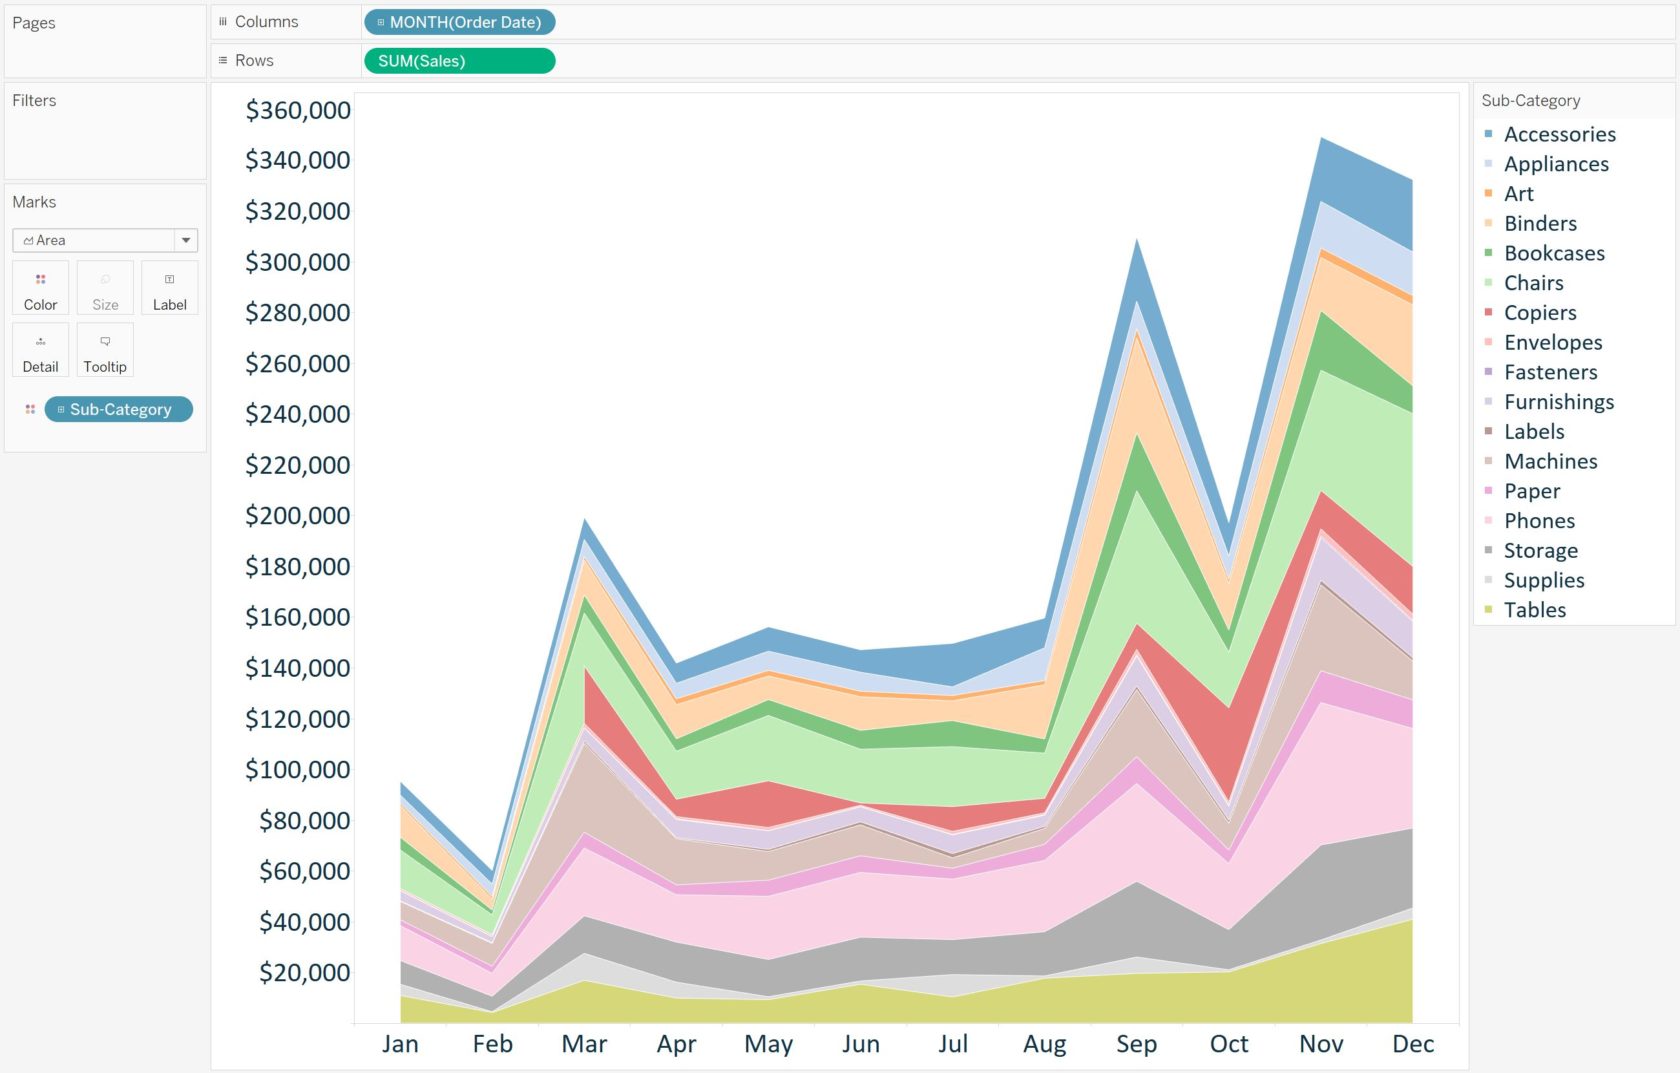 Pages
Columns
MONTH(Order Date)
Rows
SUM(Sales)
Filters
Marks
Area
Color
Size
Label
Detail
Tooltip
Sub-Category
$360,000
$340,000
$320,000
$300,000
$280,000
$260,000
$240,000
$220,000
$200,000
$180,000
$160,000
$140,000
$120,000
$100,000
$80,000
$60,000
$40,000
$20,000
Jan Feb Mar Apr May Jun Jul Aug Sep Oct Nov Dec
Sub-Category
Accessories
Appliances
Art
Binders
Bookcases
Chairs
Copiers
Envelopes
Fasteners
Furnishings
Labels
Machines
Paper
Phones
Storage
Supplies
Tables